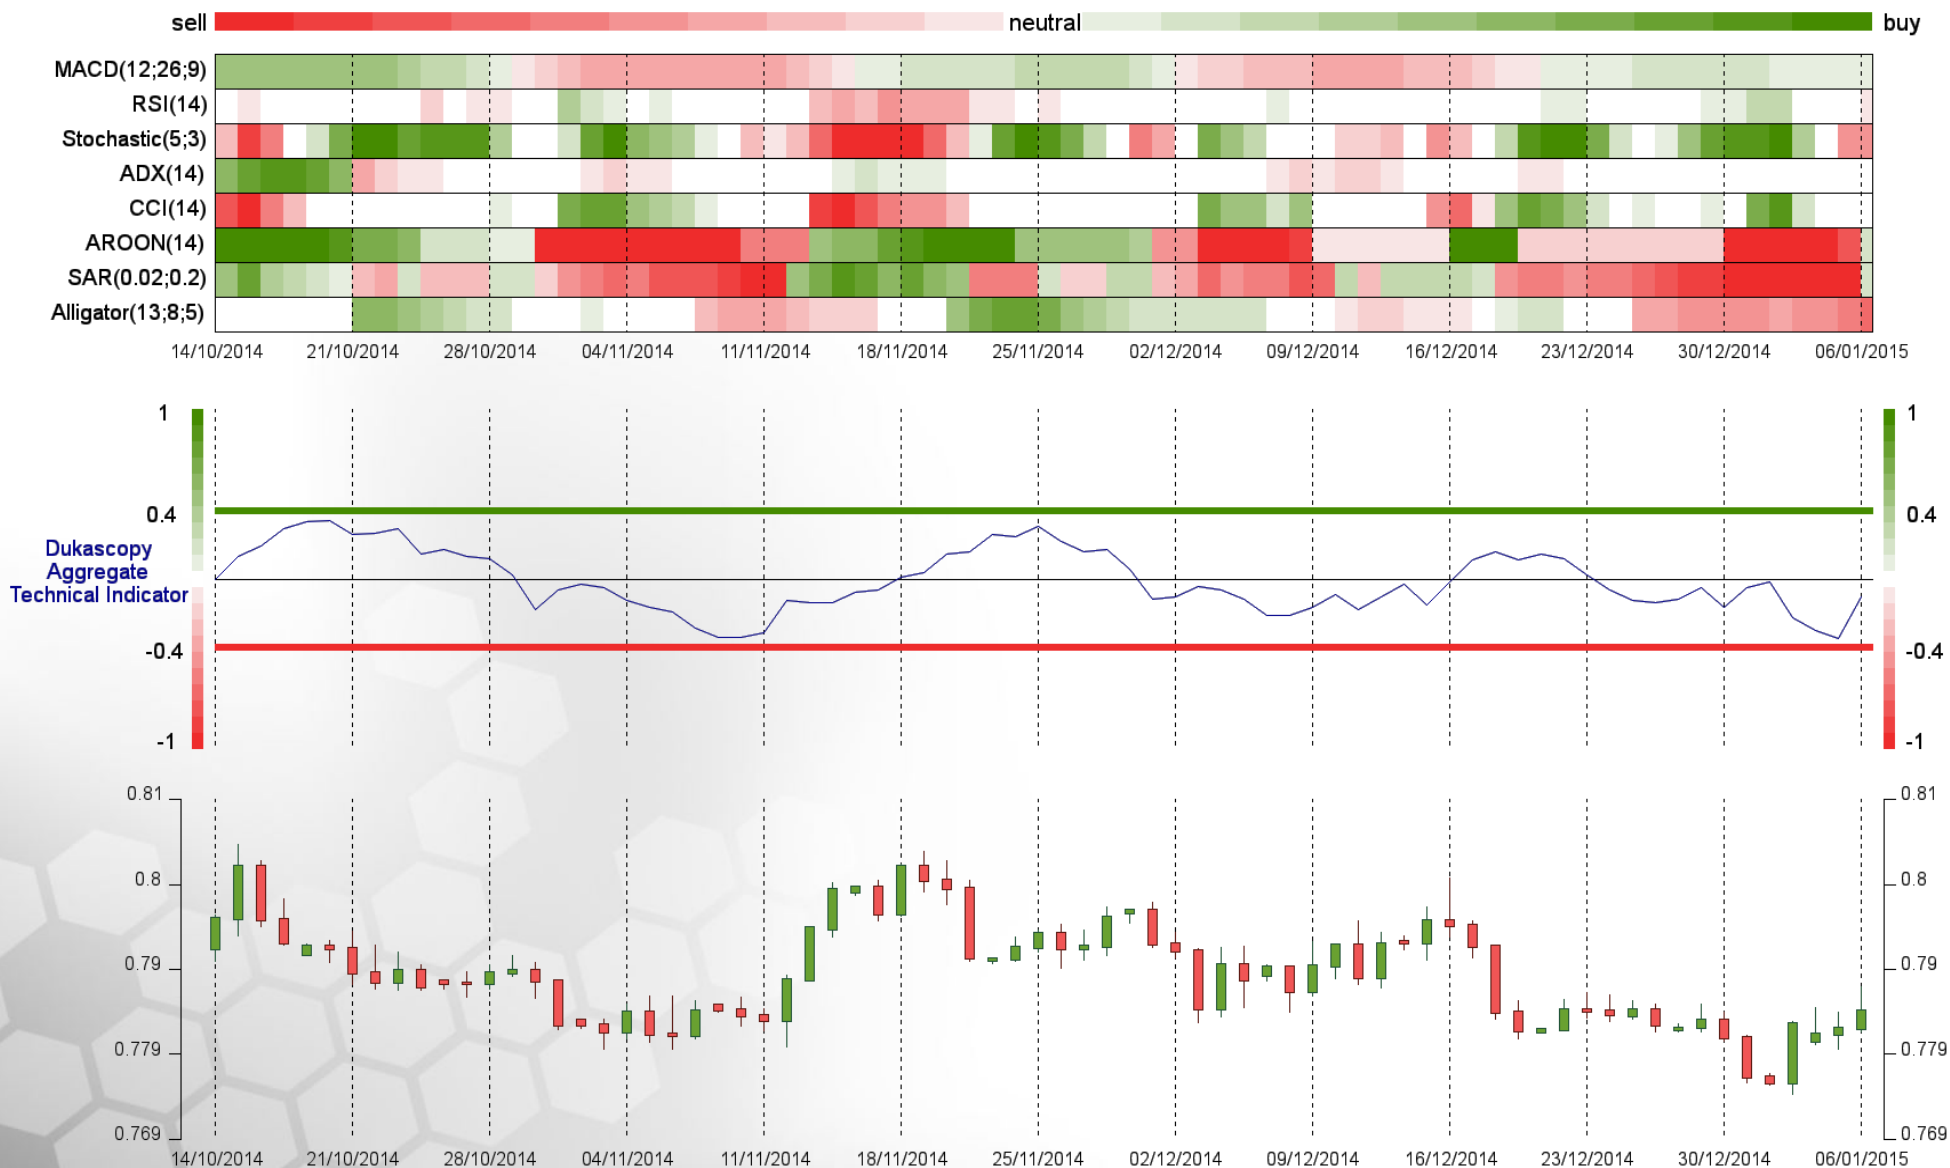 sell neutral buy
MACD(12;26;9)
RSI(14)
Stochastic(5;3)
ADX(14)
CCI(14)
AROON(14)
SAR(0.02;0.2)
Alligator(13;8;5)
14/10/2014 21/10/2014 28/10/2014 04/11/2014 11/11/2014 18/11/2014 25/11/2014 02/12/2014 09/12/2014 16/12/2014 23/12/2014 30/12/2014 06/01/2015
1 1
0.4 0.4
Dukascopy
Aggregate
Technical Indicator
-0.4 -0.4
-1 -1
0.81 0.81
0.8 0.8
0.79 0.79
0.779 0.779
0.769 0.769
14/10/2014 21/10/2014 28/10/2014 04/11/2014 11/11/2014 18/11/2014 25/11/2014 02/12/2014 09/12/2014 16/12/2014 23/12/2014 30/12/2014 06/01/2015